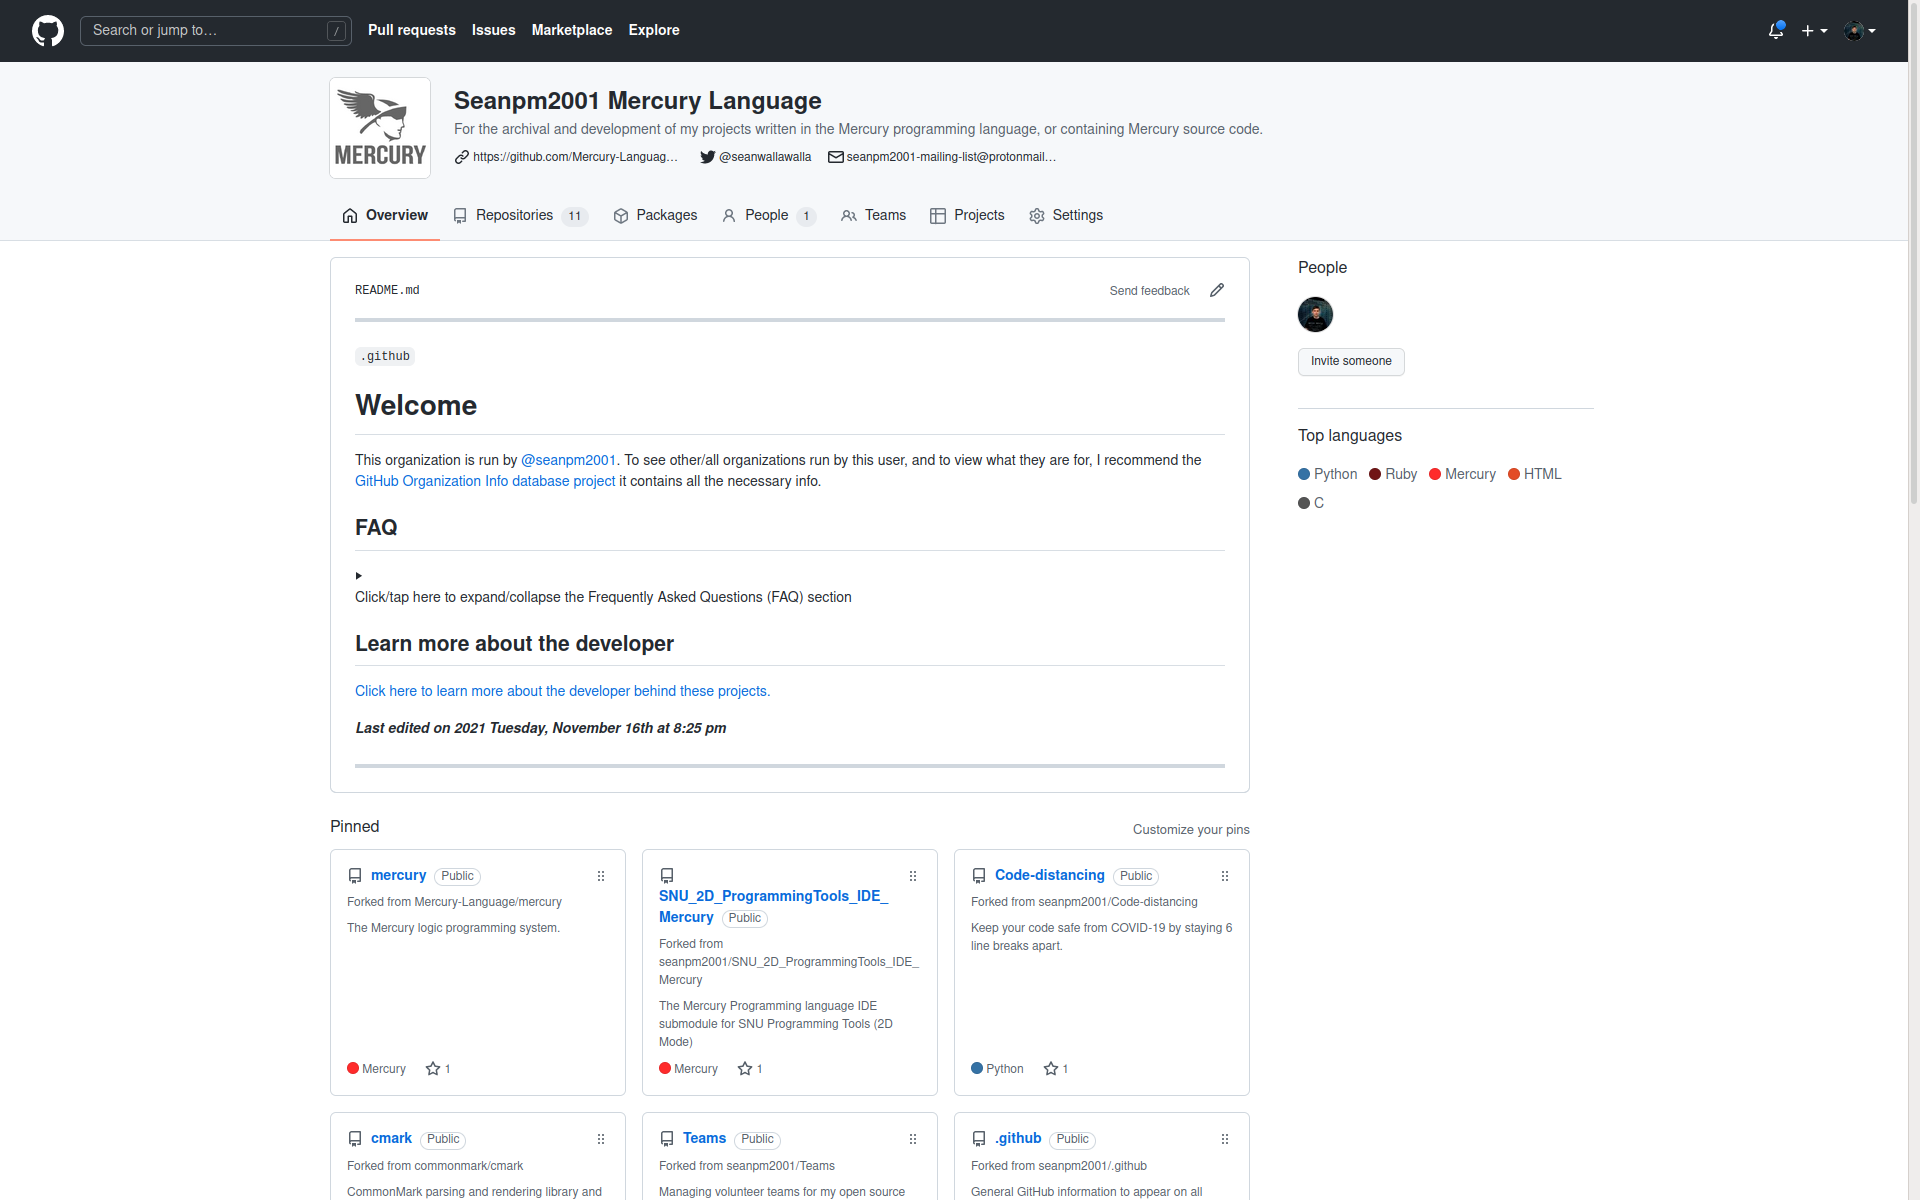 Search or jump to… /
Pull requests
Issues
Marketplace
Explore
MERCURY
Seanpm2001 Mercury Language
For the archival and development of my projects written in the Mercury programming language, or containing Mercury source code.
https://github.com/Mercury-Languag…
@seanwallawalla
seanpm2001-mailing-list@protonmail…
Overview
Repositories 11
Packages
People 1
Teams
Projects
Settings
README.md
Send feedback
.github
Welcome
This organization is run by @seanpm2001. To see other/all organizations run by this user, and to view what they are for, I recommend the
GitHub Organization Info database project it contains all the necessary info.
FAQ
Click/tap here to expand/collapse the Frequently Asked Questions (FAQ) section
Learn more about the developer
Click here to learn more about the developer behind these projects.
Last edited on 2021 Tuesday, November 16th at 8:25 pm
People
Invite someone
Top languages
Python Ruby Mercury HTML
C
Pinned
Customize your pins
mercury Public
Forked from Mercury-Language/mercury
The Mercury logic programming system.
Mercury 1
SNU_2D_ProgrammingTools_IDE_
Mercury Public
Forked from
seanpm2001/SNU_2D_ProgrammingTools_IDE_
Mercury
The Mercury Programming language IDE
submodule for SNU Programming Tools (2D
Mode)
Mercury 1
Code-distancing Public
Forked from seanpm2001/Code-distancing
Keep your code safe from COVID-19 by staying 6
line breaks apart.
Python 1
cmark Public
Forked from commonmark/cmark
CommonMark parsing and rendering library and
Teams Public
Forked from seanpm2001/Teams
Managing volunteer teams for my open source
.github Public
Forked from seanpm2001/.github
General GitHub information to appear on all